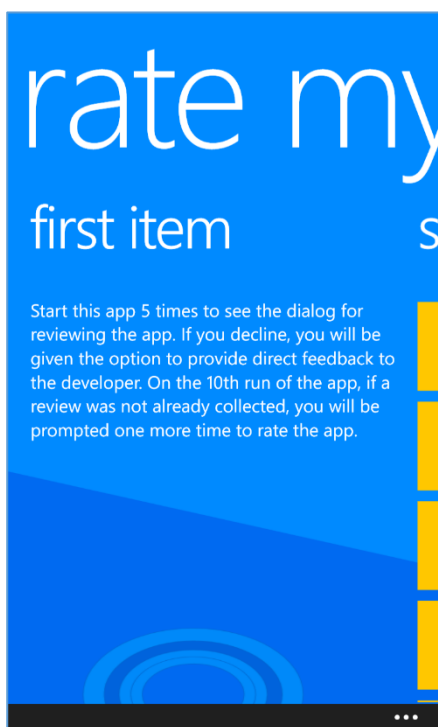 rate my
first item
s
Start this app 5 times to see the dialog for
reviewing the app. If you decline, you will be
given the option to provide direct feedback to
the developer. On the 10th run of the app, if a
review was not already collected, you will be
prompted one more time to rate the app.